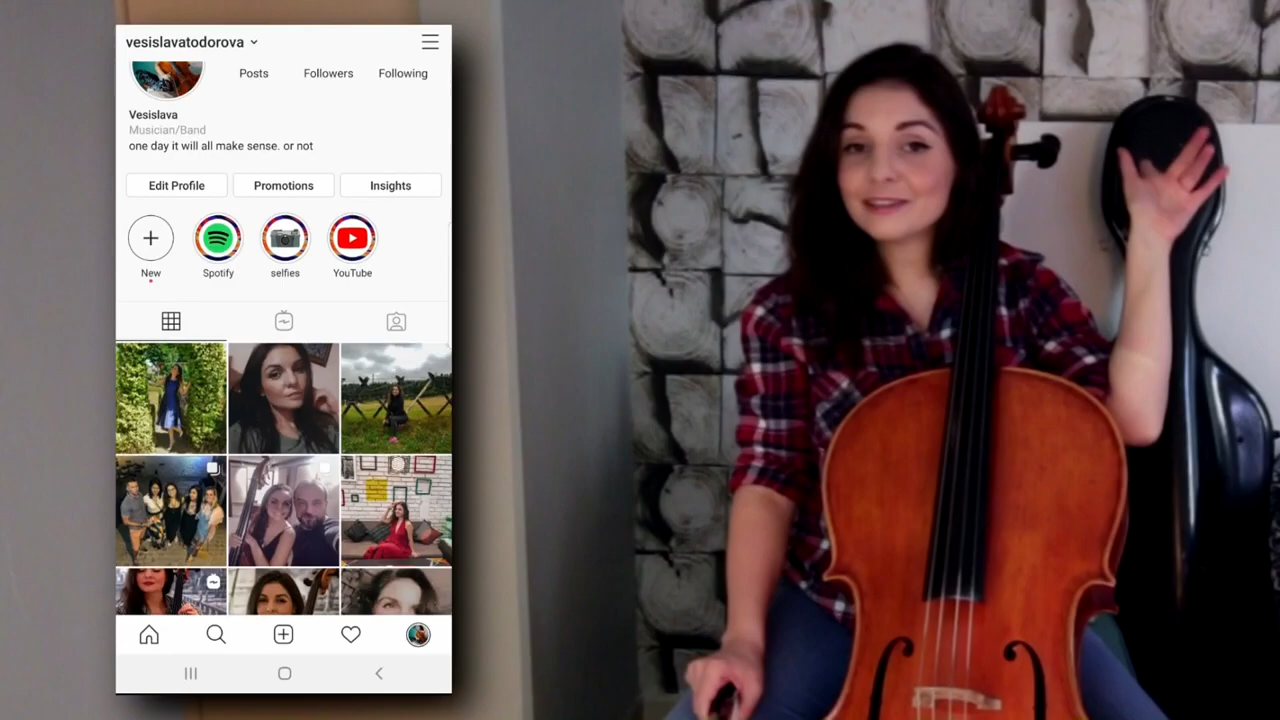 vesislavatodorova
Posts Followers Following
Vesislava
Musician/Band
one day it will all make sense. or not
Edit Profile Promotions Insights
New Spotify selfies YouTube